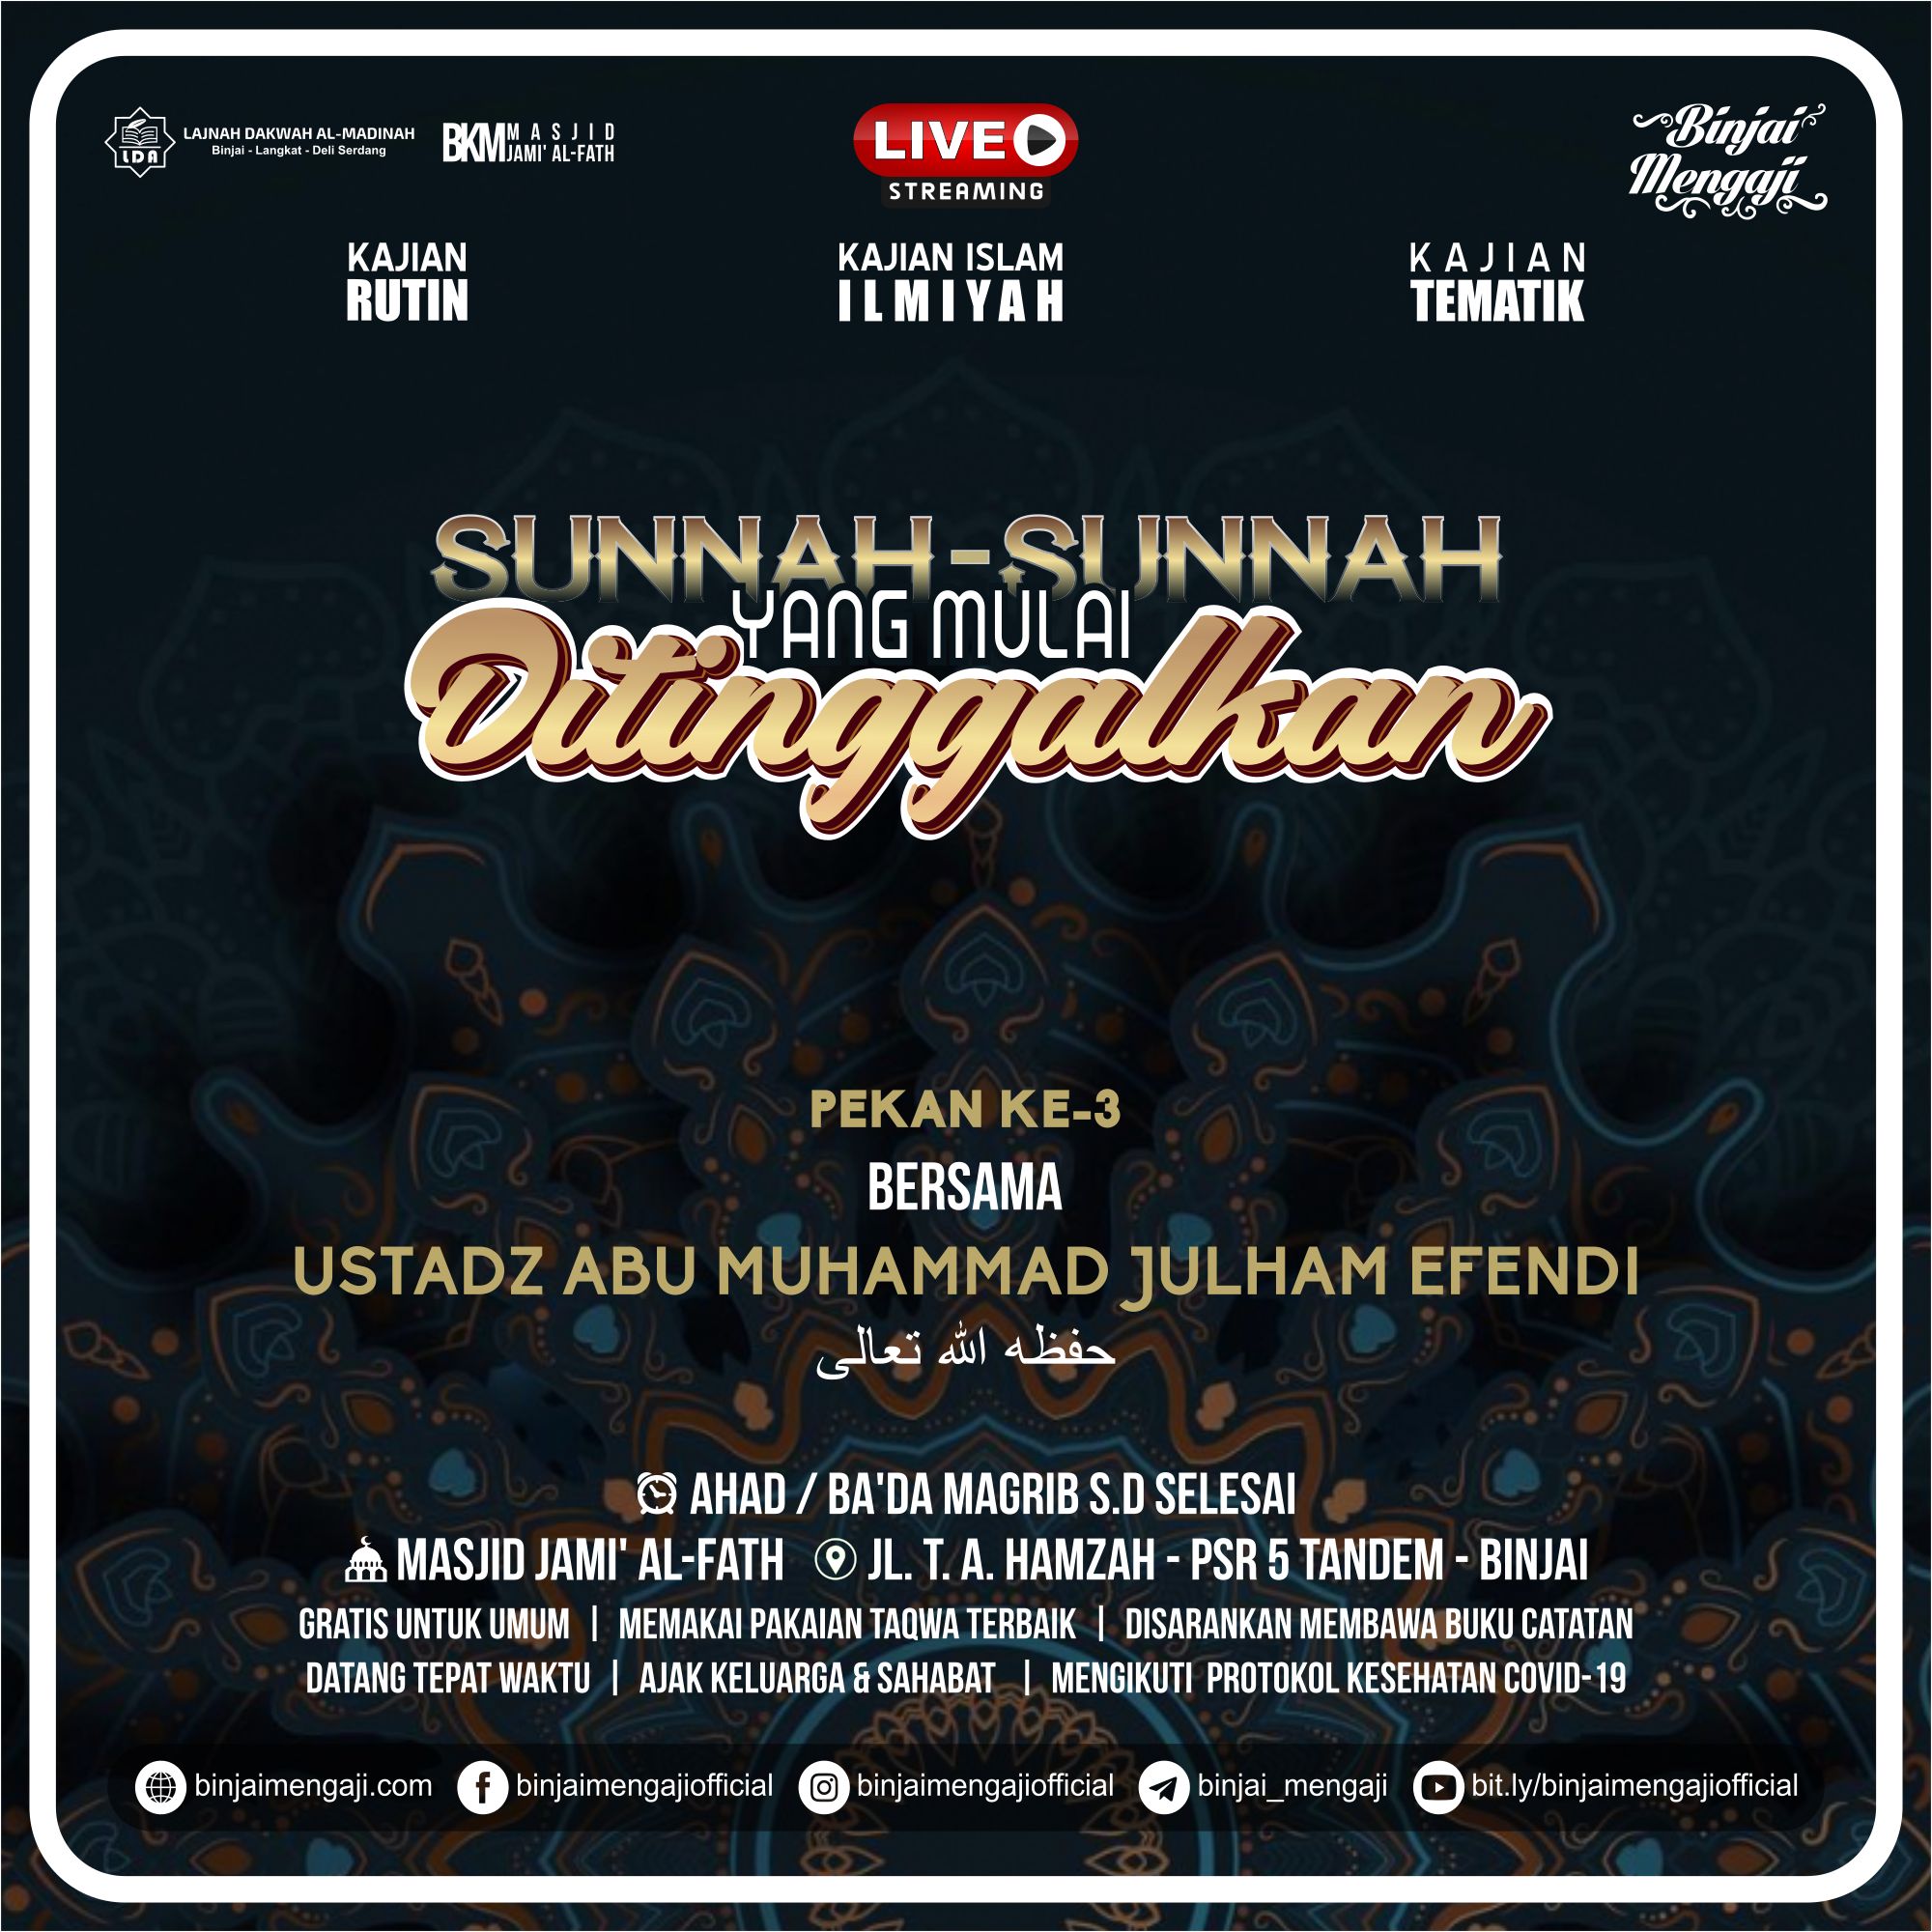 LDA
LAJNAH DAKWAH AL-MADINAH
Binjai - Langkat - Deli Serdang
BKM MASJID
JAMI' AL-FATH
LIVE
STREAMING
Binjai
Mengaji
KAJIAN
RUTIN
KAJIAN ISLAM
ILMIYAH
KAJIAN
TEMATIK
SUNNAH-SUNNAH
YANG MULAI
Ditinggalkan
PEKAN KE-3
BERSAMA
USTADZ ABU MUHAMMAD JULHAM EFENDI
حفظه الله تعالى
AHAD / BA'DA MAGRIB S.D SELESAI
MASJID JAMI' AL-FATH JL. T. A. HAMZAH - PSR 5 TANDEM - BINJAI
GRATIS UNTUK UMUM | MEMAKAI PAKAIAN TAQWA TERBAIK | DISARANKAN MEMBAWA BUKU CATATAN
DATANG TEPAT WAKTU | AJAK KELUARGA & SAHABAT | MENGIKUTI PROTOKOL KESEHATAN COVID-19
binjaimengaji.com binjaimengajiofficial binjaimengajiofficial binjai_mengaji bit.ly/binjaimengajiofficial